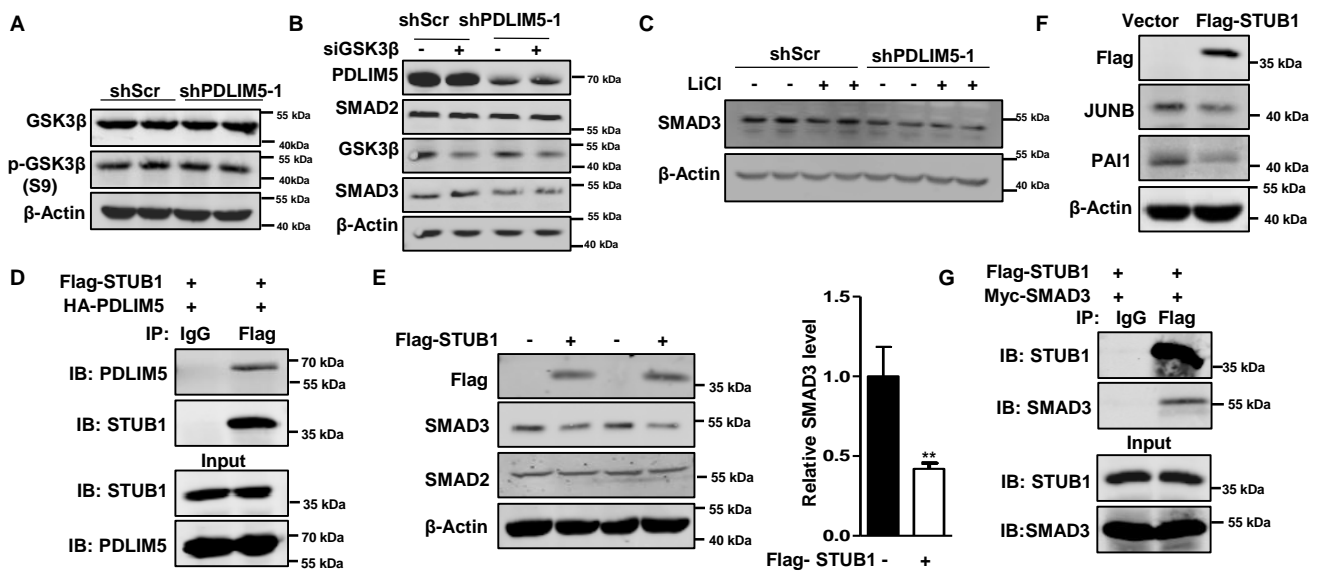 A
shScr shPDLIM5-1
GSK3β
55 kDa
40kDa
p-GSK3β
(S9)
55 kDa
40kDa
β-Actin
55 kDa
40 kDa
B
shScr shPDLIM5-1
siGSK3β - + - +
PDLIM5
70 kDa
SMAD2
55 kDa
GSK3β
55 kDa
40 kDa
SMAD3
55 kDa
β-Actin
55 kDa
40 kDa
C
shScr shPDLIM5-1
LiCl - - + + - - + +
SMAD3
55 kDa
β-Actin
55 kDa
40 kDa
F
Vector Flag-STUB1
Flag
35 kDa
JUNB
40 kDa
PAI1
40 kDa
β-Actin
55 kDa
40 kDa
D
Flag-STUB1 + +
HA-PDLIM5 + +
IP: IgG Flag
IB: PDLIM5
70 kDa
55 kDa
IB: STUB1
35 kDa
Input
IB: STUB1
35 kDa
IB: PDLIM5
70 kDa
55 kDa
E
Flag-STUB1 - + - +
Flag
35 kDa
SMAD3
55 kDa
SMAD2
55 kDa
β-Actin
55 kDa
40 kDa
Relative SMAD3 level
1.5
1.0
0.5
0.0
**
Flag- STUB1 - +
G
Flag-STUB1 + +
Myc-SMAD3 + +
IP: IgG Flag
IB: STUB1
35 kDa
IB: SMAD3
55 kDa
Input
IB: STUB1
35 kDa
IB:SMAD3
55 kDa